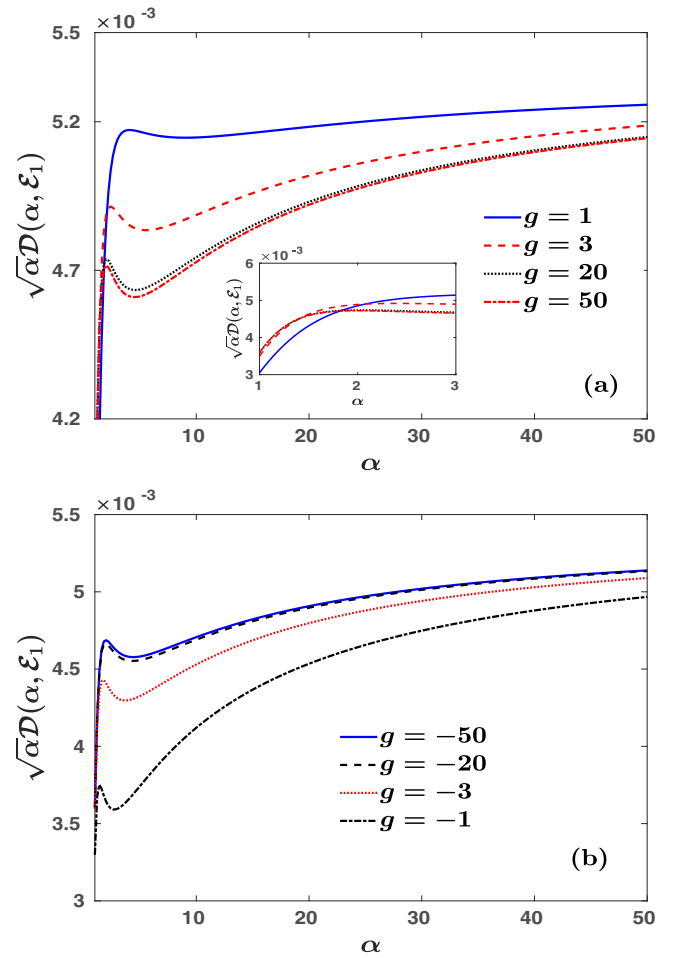 ×10 -3
5.5
5.2
4.7
4.2
√αD(α, ℰ₁)
g = 1
g = 3
g = 20
g = 50
×10 -3
6
5
4
3
√αD(α, ℰ₁)
1 2 3
α
(a)
10 20 30 40 50
α
×10 -3
5.5
5
4.5
4
3.5
3
√αD(α, ℰ₁)
g = −50
g = −20
g = −3
g = −1
(b)
10 20 30 40 50
α